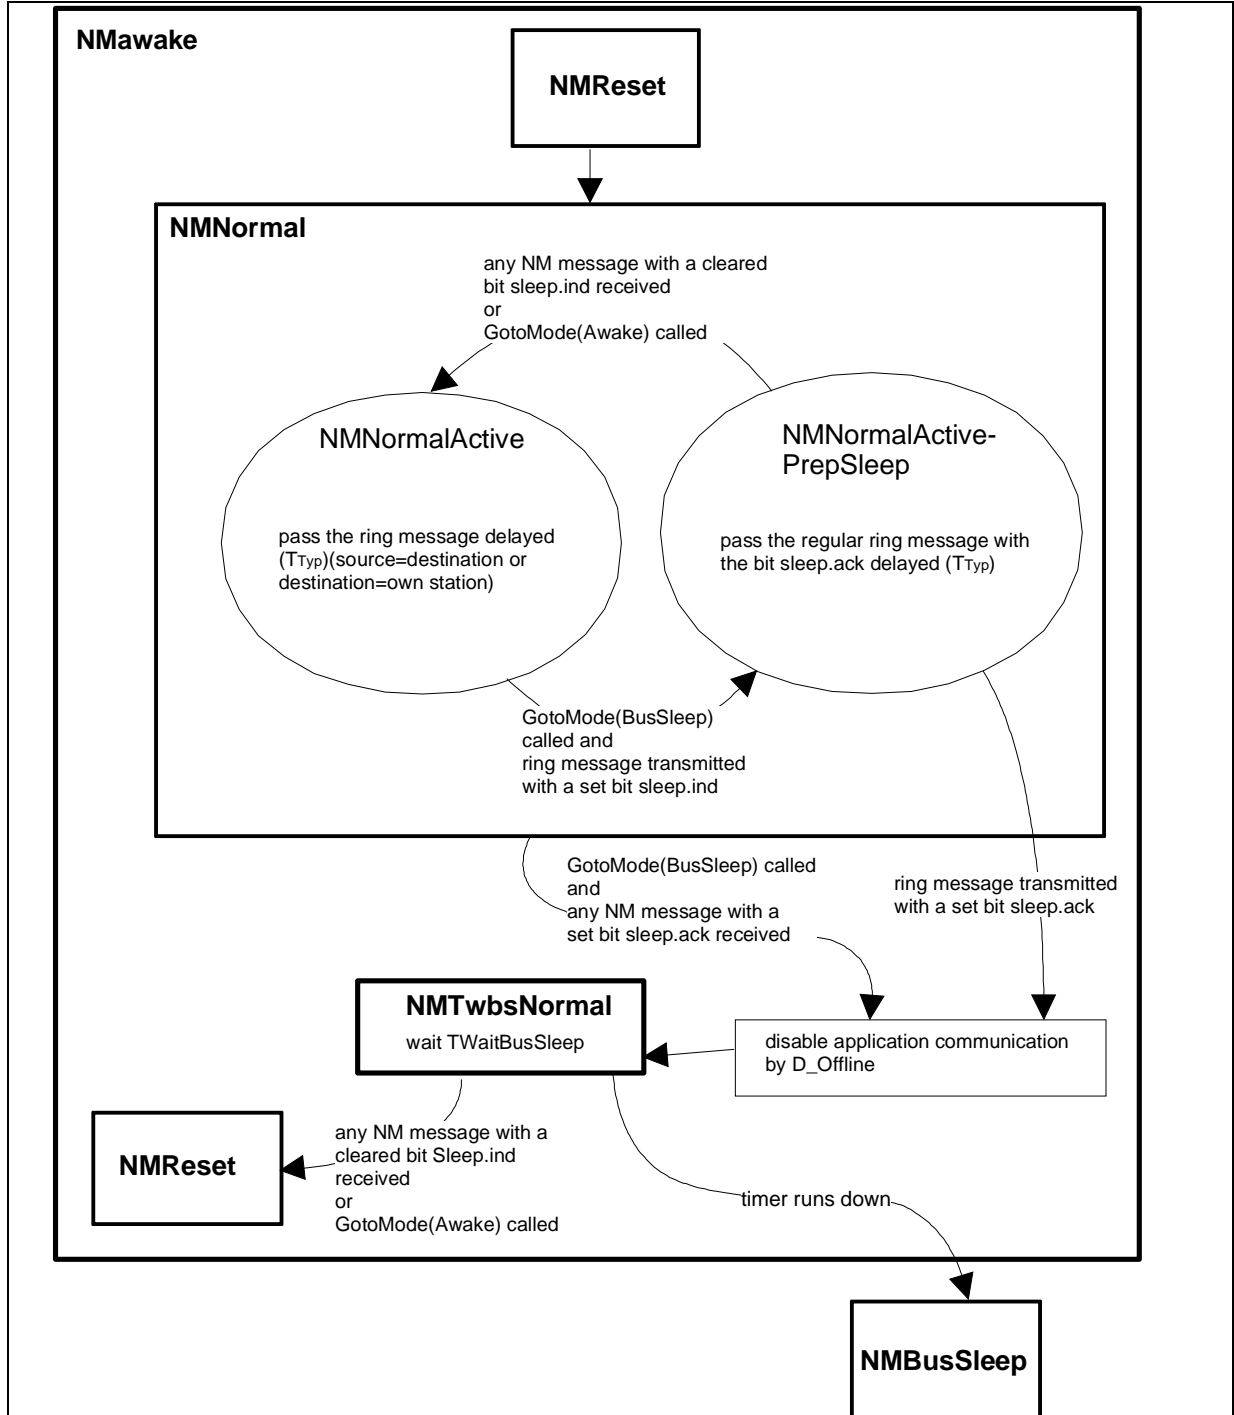 NMawake
NMReset
NMNormal
any NM message with a cleared
bit sleep.ind received
or
GotoMode(Awake) called
NMNormalActive
pass the ring message delayed
(TTyp)(source=destination or
destination=own station)
NMNormalActive-
PrepSleep
pass the regular ring message with
the bit sleep.ack delayed (TTyp)
GotoMode(BusSleep)
called and
ring message transmitted
with a set bit sleep.ind
GotoMode(BusSleep) called
and
any NM message with a
set bit sleep.ack received
ring message transmitted
with a set bit sleep.ack
NMTwbsNormal
wait TWaitBusSleep
disable application communication
by D_Offline
NMReset
any NM message with a
cleared bit Sleep.ind
received
or
GotoMode(Awake) called
timer runs down
NMBusSleep